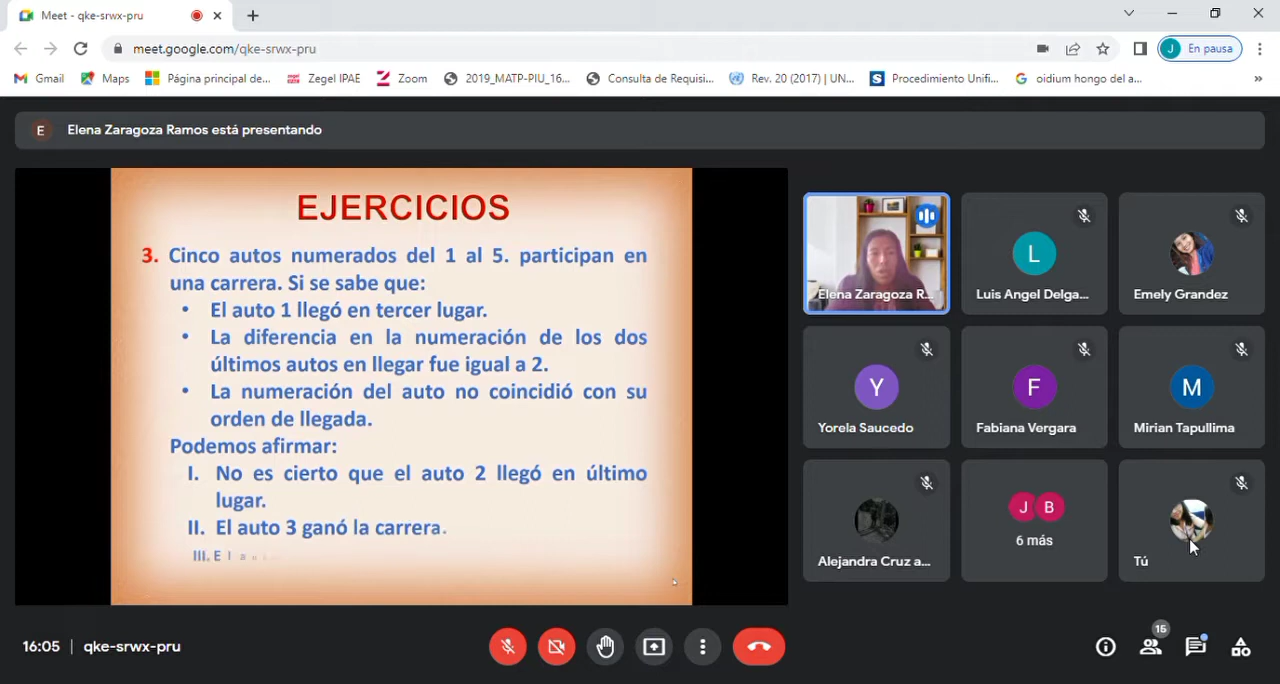 Meet - qke-srwx-pru
meet.google.com/qke-srwx-pru
J En pausa
Gmail Maps Página principal de... Zegel IPAE Zoom 2019_MATP-PIU_16... Consulta de Requisi... Rev. 20 (2017) | UN... Procedimiento Unifi... oidium hongo del a... »
E Elena Zaragoza Ramos está presentando
EJERCICIOS
3. Cinco autos numerados del 1 al 5. participan en
una carrera. Si se sabe que:
• El auto 1 llegó en tercer lugar.
• La diferencia en la numeración de los dos
últimos autos en llegar fue igual a 2.
• La numeración del auto no coincidió con su
orden de llegada.
Podemos afirmar:
I. No es cierto que el auto 2 llegó en último
lugar.
II. El auto 3 ganó la carrera.
III. E l a
Elena Zaragoza R...
L
Luis Angel Delga...
Emely Grandez
Y
Yorela Saucedo
F
Fabiana Vergara
M
Mirian Tapullima
Alejandra Cruz a...
J B
6 más
Tú
16:05 | qke-srwx-pru
15